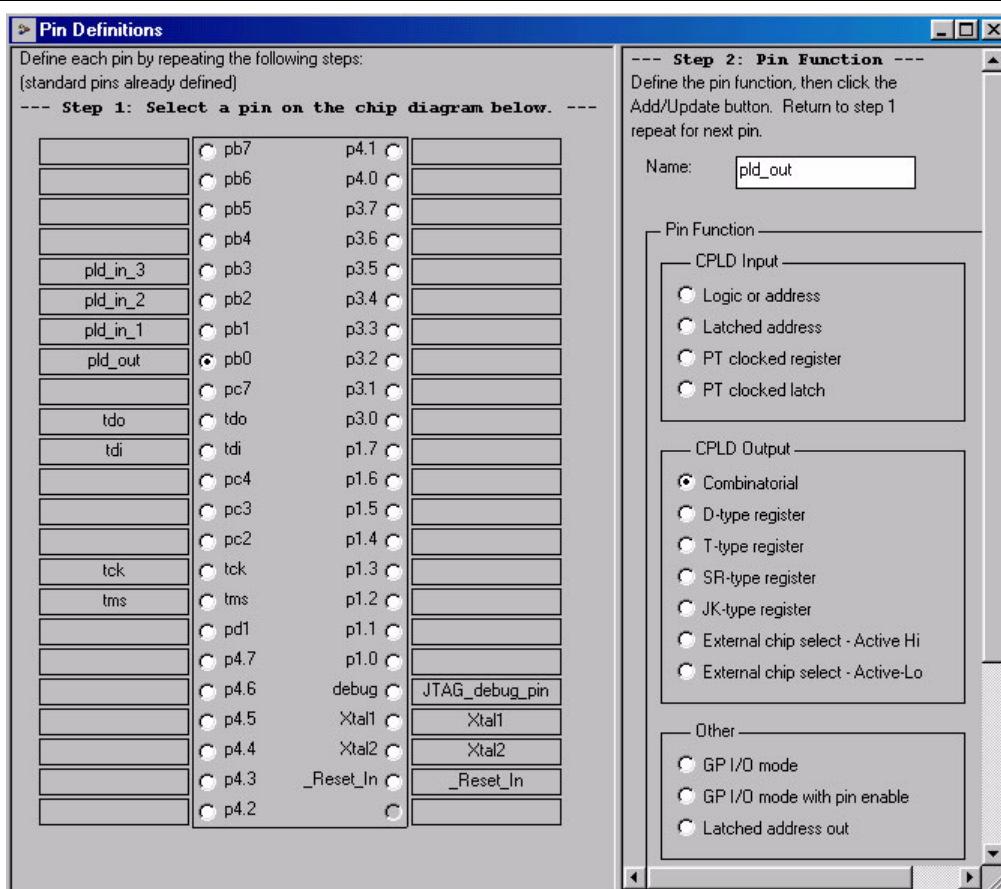 Pin Definitions
Define each pin by repeating the following steps:
(standard pins already defined)
--- Step 1: Select a pin on the chip diagram below. ---
pb7 p4.1
pb6 p4.0
pb5 p3.7
pb4 p3.6
pld_in_3 pb3 p3.5
pld_in_2 pb2 p3.4
pld_in_1 pb1 p3.3
pld_out pb0 p3.2
pc7 p3.1
tdo tdo p3.0
tdi tdi p1.7
pc4 p1.6
pc3 p1.5
pc2 p1.4
tck tck p1.3
tms tms p1.2
pd1 p1.1
p4.7 p1.0
p4.6 debug JTAG_debug_pin
p4.5 Xtal1 Xtal1
p4.4 Xtal2 Xtal2
p4.3 _Reset_In _Reset_In
p4.2
--- Step 2: Pin Function ---
Define the pin function, then click the
Add/Update button. Return to step 1
repeat for next pin.
Name: pld_out
Pin Function
CPLD Input
Logic or address
Latched address
PT clocked register
PT clocked latch
CPLD Output
Combinatorial
D-type register
T-type register
SR-type register
JK-type register
External chip select - Active Hi
External chip select - Active-Lo
Other
GP I/O mode
GP I/O mode with pin enable
Latched address out